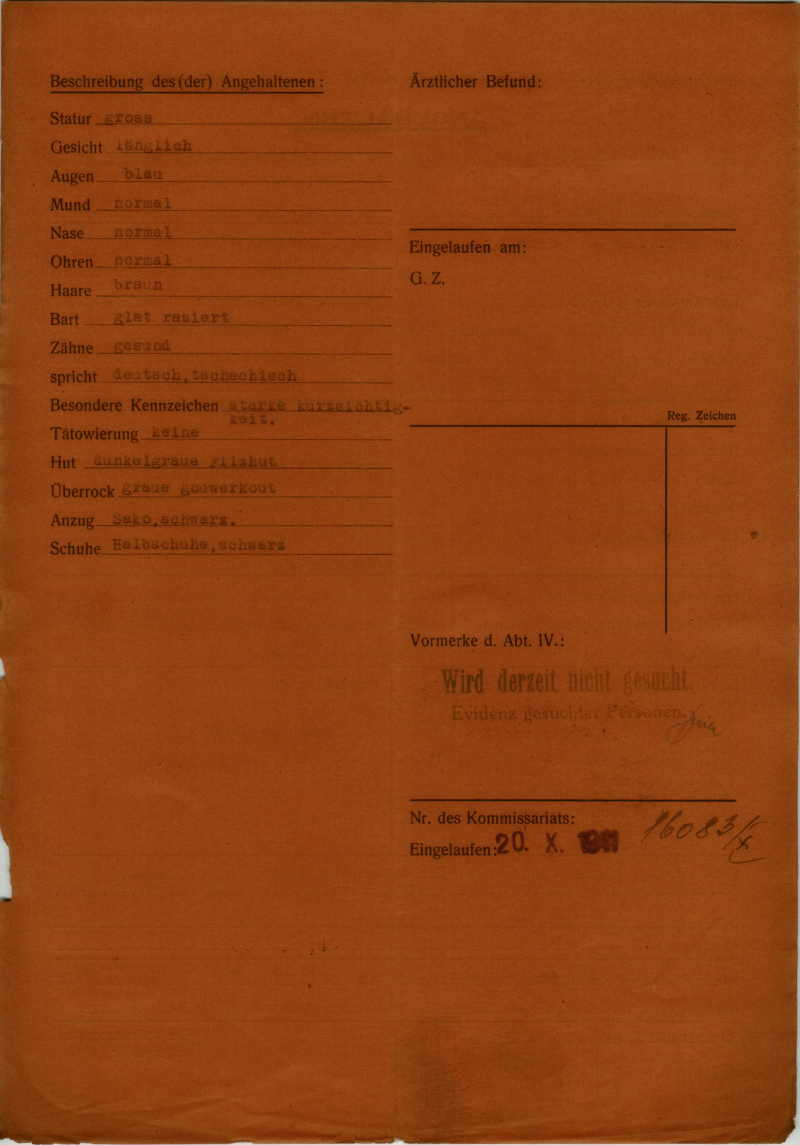 Beschreibung des (der) Angehaltenen:
Statur gross
Gesicht länglich
Augen blau
Mund normal
Nase normal
Ohren normal
Haare braun
Bart glat rasiert
Zähne gesund
spricht deutsch, tschechisch
Besondere Kennzeichen starke kurzsichtig-
keit.
Tätowierung keine
Hut dunkelgraue Filzhut
Überrock graue
Anzug Sako, schwarz.
Schuhe Halbschuhe, schwarz
Ärztlicher Befund:
Eingelaufen am:
G. Z.
Reg. Zeichen
Vormerke d. Abt. IV.:
Wird derzeit nicht gesucht.
Evidenz gesuchter Personen.
Nr. des Kommissariats:
16083/X
Eingelaufen: 20. X. 1941